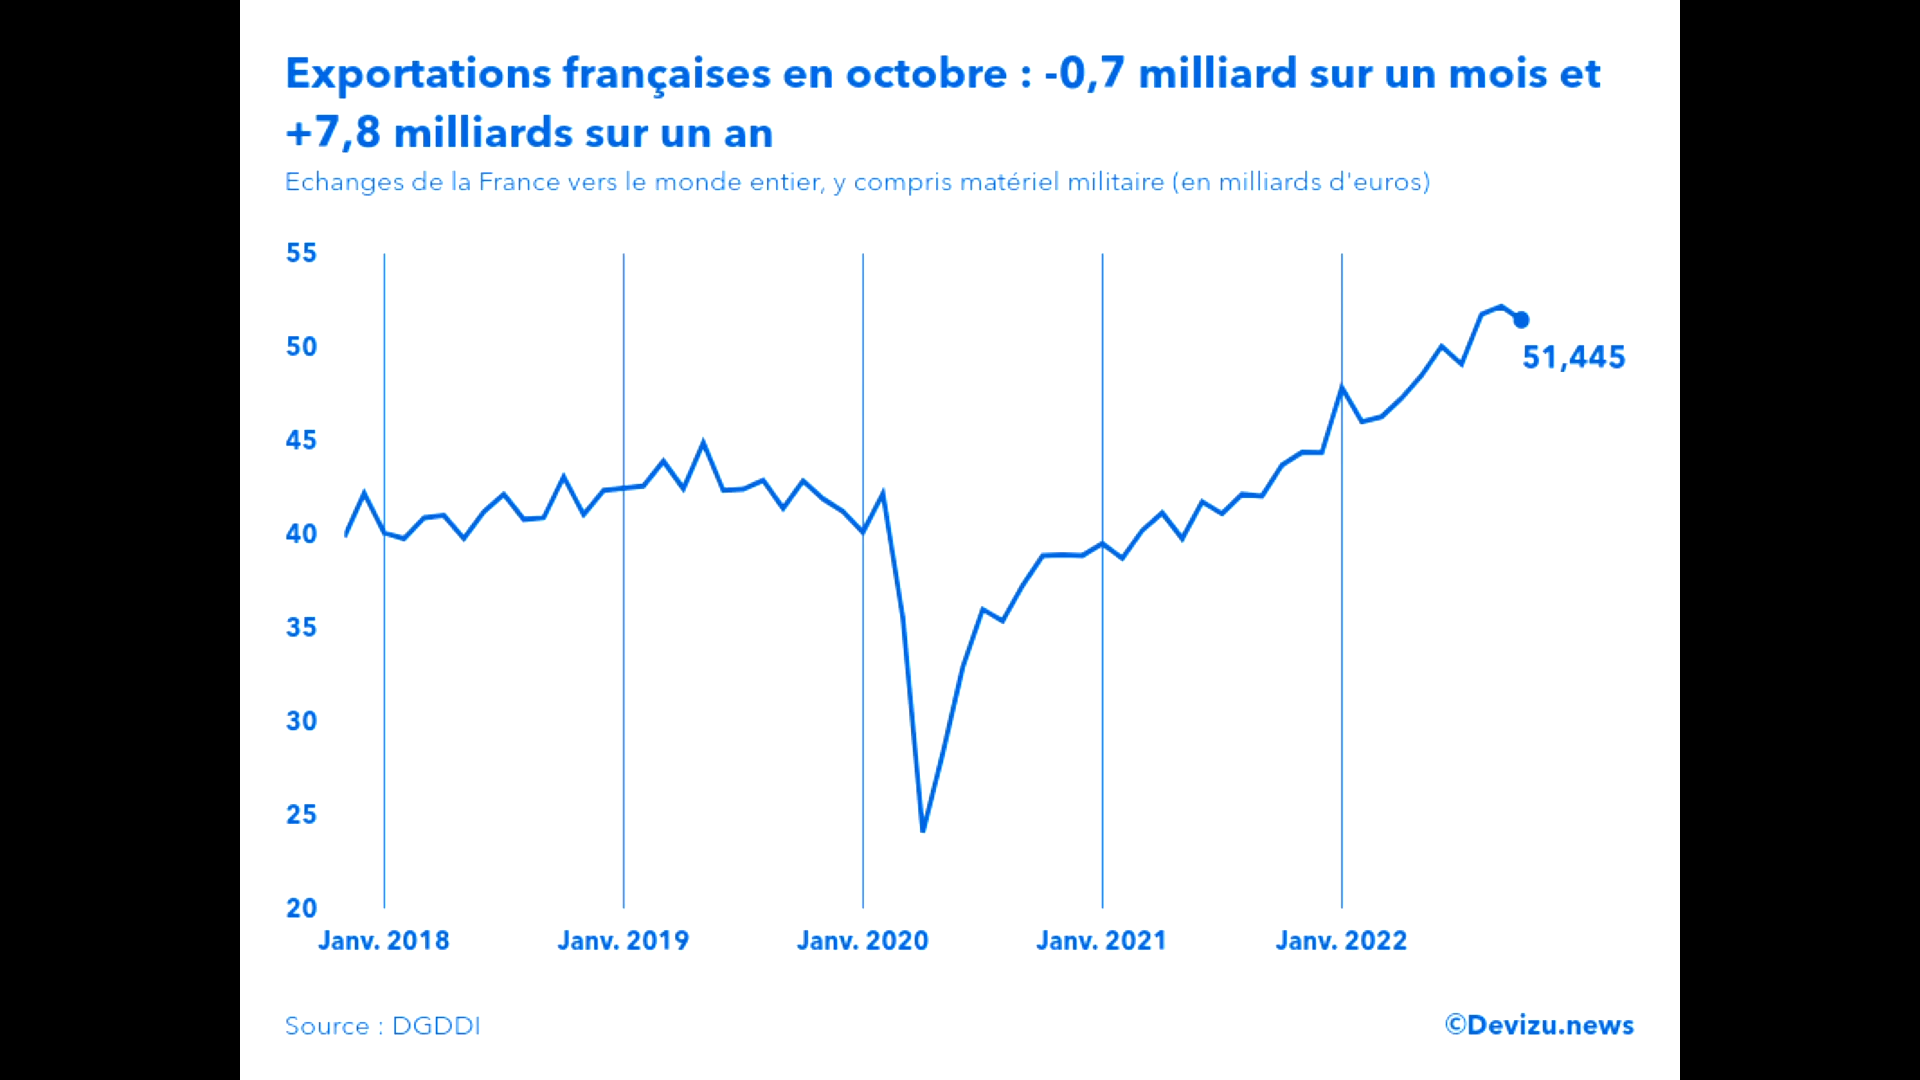 Exportations françaises en octobre : -0,7 milliard sur un mois et
+7,8 milliards sur un an
Echanges de la France vers le monde entier, y compris matériel militaire (en milliards d'euros)
55
50
51,445
45
40
35
30
25
20
Janv. 2018
Janv. 2019
Janv. 2020
Janv. 2021
Janv. 2022
Source : DGDDI
©Devizu.news